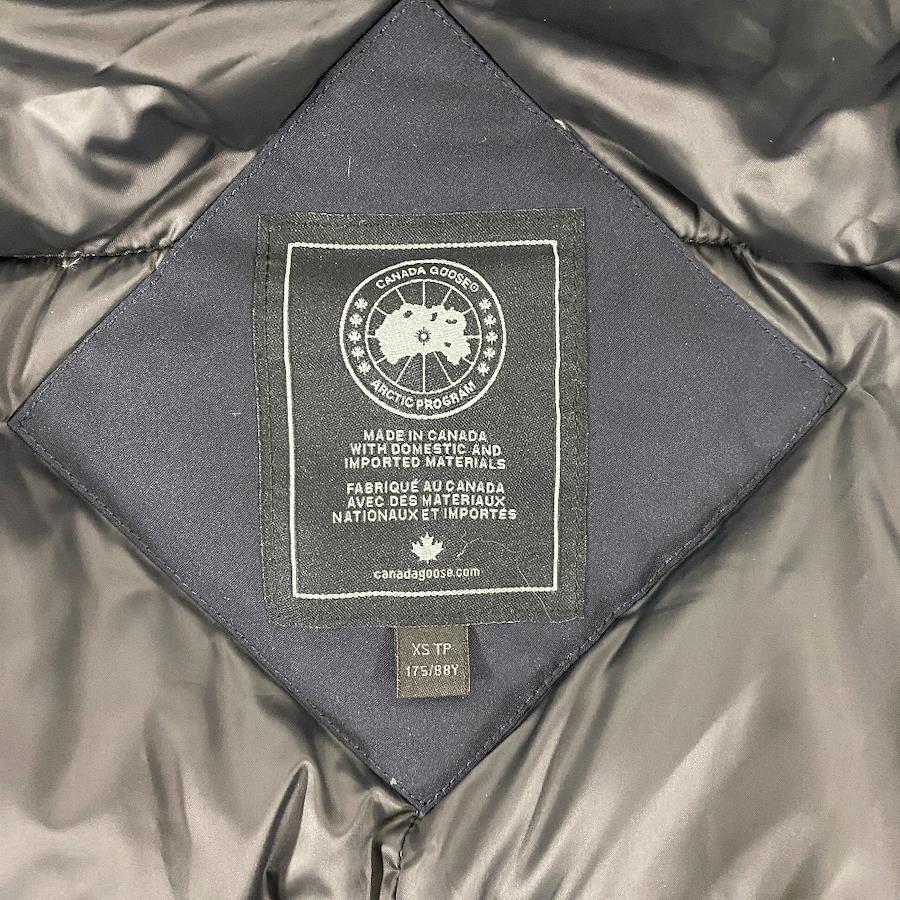 CANADA GOOSE®
ARCTIC PROGRAM
MADE IN CANADA
WITH DOMESTIC AND
IMPORTED MATERIALS
FABRIQUÉ AU CANADA
AVEC DES MATERIAUX
NATIONAUX ET IMPORTÉS
canadagoose.com
XS TP
175/88Y